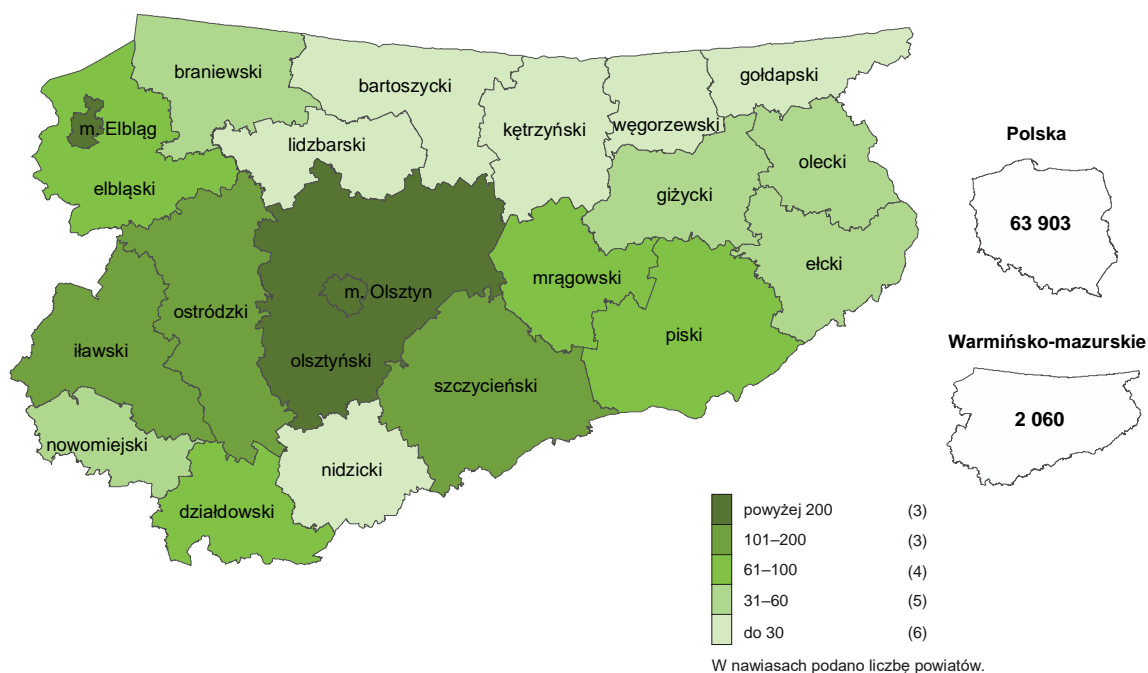 braniewski
bartoszycki
gołdapski
m. Elbląg
kętrzyński
węgorzewski
lidzbarski
olecki
elbląski
giżycki
ełcki
mrągowski
m. Olsztyn
ostródzki
piski
iławski
olsztyński
szczycieński
nowomiejski
nidzicki
działdowski
Polska
63 903
Warmińsko-mazurskie
2 060
powyżej 200 (3)
101–200 (3)
61–100 (4)
31–60 (5)
do 30 (6)
W nawiasach podano liczbę powiatów.